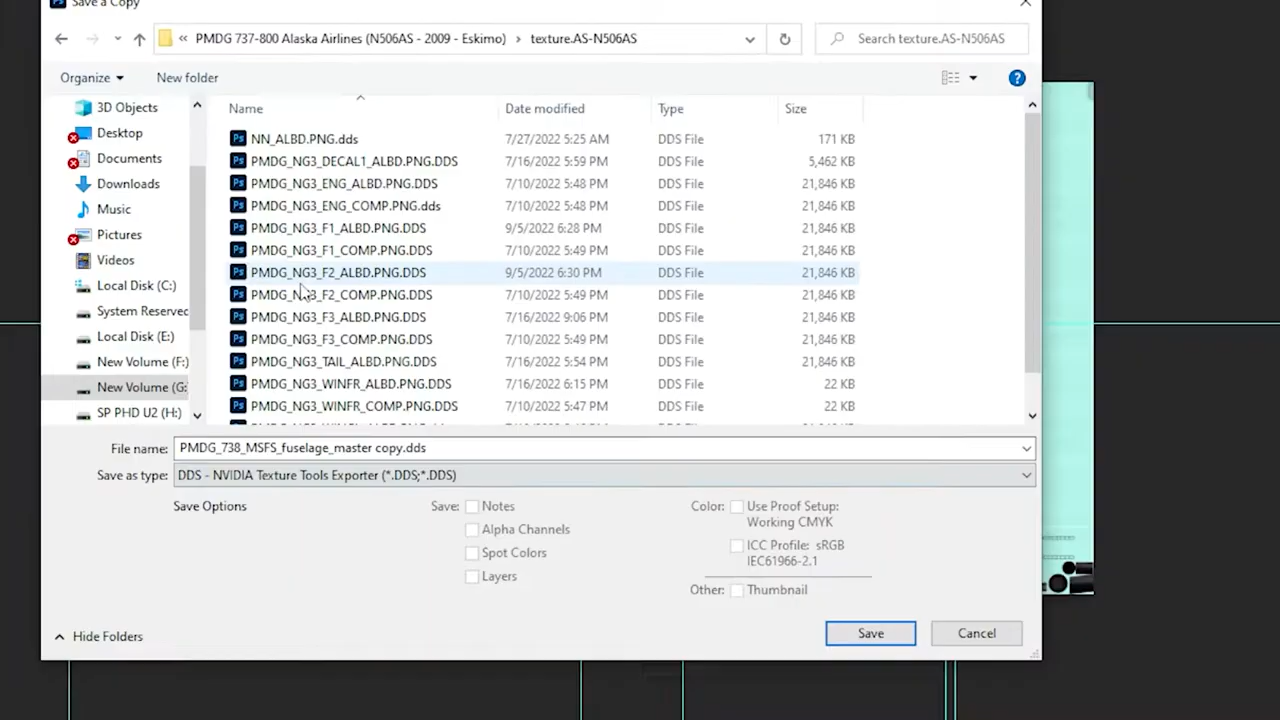 Save a Copy
« PMDG 737-800 Alaska Airlines (N506AS - 2009 - Eskimo) › texture.AS-N506AS
Search texture.AS-N506AS
Organize
New folder
3D Objects
Desktop
Documents
Downloads
Music
Pictures
Videos
Local Disk (C:)
System Reserved
Local Disk (E:)
New Volume (F:)
New Volume (G:
SP PHD U2 (H:)
Name Date modified Type Size
NN_ALBD.PNG.dds 7/27/2022 5:25 AM DDS File 171 KB
PMDG_NG3_DECAL1_ALBD.PNG.DDS 7/16/2022 5:59 PM DDS File 5,462 KB
PMDG_NG3_ENG_ALBD.PNG.DDS 7/10/2022 5:48 PM DDS File 21,846 KB
PMDG_NG3_ENG_COMP.PNG.dds 7/10/2022 5:48 PM DDS File 21,846 KB
PMDG_NG3_F1_ALBD.PNG.DDS 9/5/2022 6:28 PM DDS File 21,846 KB
PMDG_NG3_F1_COMP.PNG.DDS 7/10/2022 5:49 PM DDS File 21,846 KB
PMDG_NG3_F2_ALBD.PNG.DDS 9/5/2022 6:30 PM DDS File 21,846 KB
PMDG_NG3_F2_COMP.PNG.DDS 7/10/2022 5:49 PM DDS File 21,846 KB
PMDG_NG3_F3_ALBD.PNG.DDS 7/16/2022 9:06 PM DDS File 21,846 KB
PMDG_NG3_F3_COMP.PNG.DDS 7/10/2022 5:49 PM DDS File 21,846 KB
PMDG_NG3_TAIL_ALBD.PNG.DDS 7/16/2022 5:54 PM DDS File 21,846 KB
PMDG_NG3_WINFR_ALBD.PNG.DDS 7/16/2022 6:15 PM DDS File 22 KB
PMDG_NG3_WINFR_COMP.PNG.DDS 7/10/2022 5:47 PM DDS File 22 KB
File name: PMDG_738_MSFS_fuselage_master copy.dds
Save as type: DDS - NVIDIA Texture Tools Exporter (*.DDS;*.DDS)
Save Options
Save: Notes
Alpha Channels
Spot Colors
Layers
Color: Use Proof Setup:
Working CMYK
ICC Profile: sRGB
IEC61966-2.1
Other: Thumbnail
Hide Folders
Save
Cancel